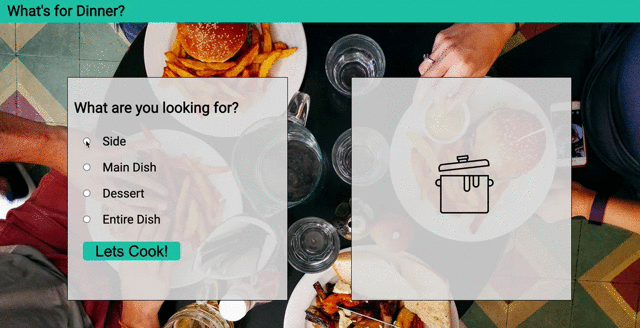 What's for Dinner?
What are you looking for?
Side
Main Dish
Dessert
Entire Dish
Lets Cook!